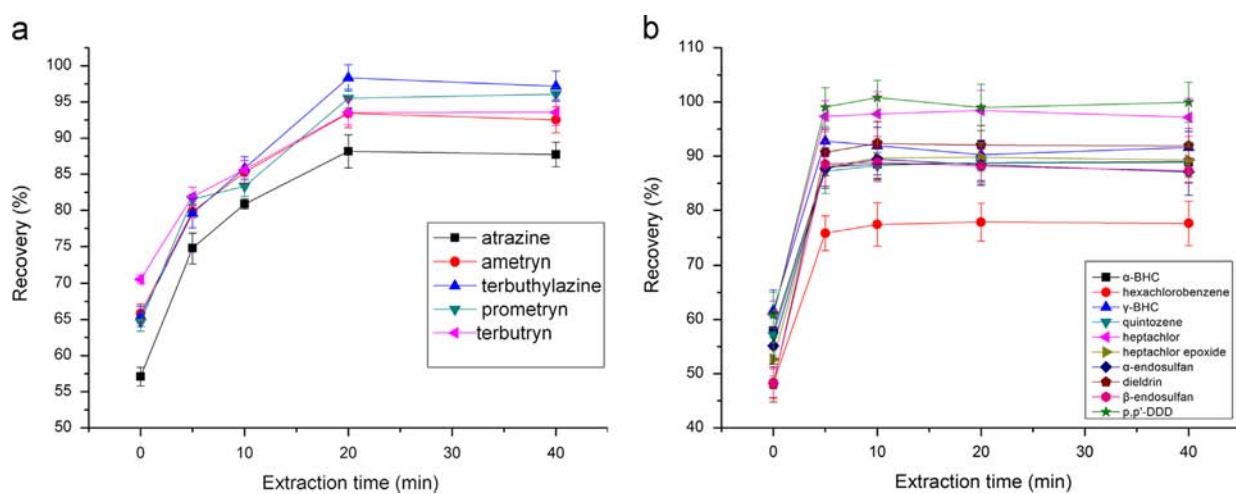 a
100
95
90
85
80
75
70
65
60
55
50
Recovery (%)
0
10
20
30
40
Extraction time (min)
atrazine
ametryn
terbuthylazine
prometryn
terbutryn
b
110
100
90
80
70
60
50
40
Recovery (%)
0
10
20
30
40
Extraction time (min)
α-BHC
hexachlorobenzene
γ-BHC
quintozene
heptachlor
heptachlor epoxide
α-endosulfan
dieldrin
β-endosulfan
p,p'-DDD